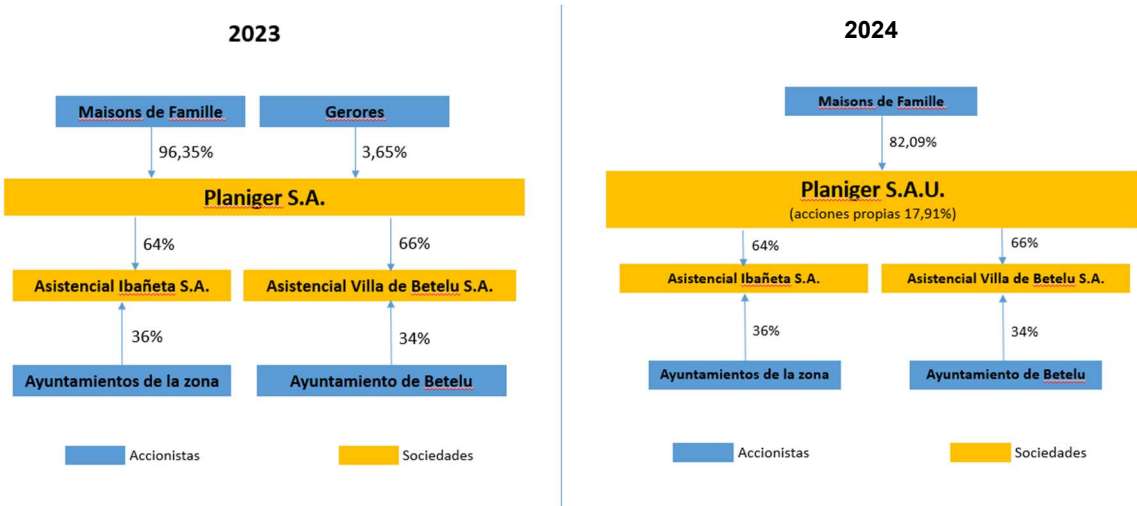 2023
Maisons de Famille
Gerores
96,35%
3,65%
Planiger S.A.
64%
66%
Asistencial Ibañeta S.A.
Asistencial Villa de Betelu S.A.
36%
34%
Ayuntamientos de la zona
Ayuntamiento de Betelu
Accionistas
Sociedades
2024
Maisons de Famille
82,09%
Planiger S.A.U.
(acciones propias 17,91%)
64%
66%
Asistencial Ibañeta S.A.
Asistencial Villa de Betelu S.A.
36%
34%
Ayuntamientos de la zona
Ayuntamiento de Betelu
Accionistas
Sociedades